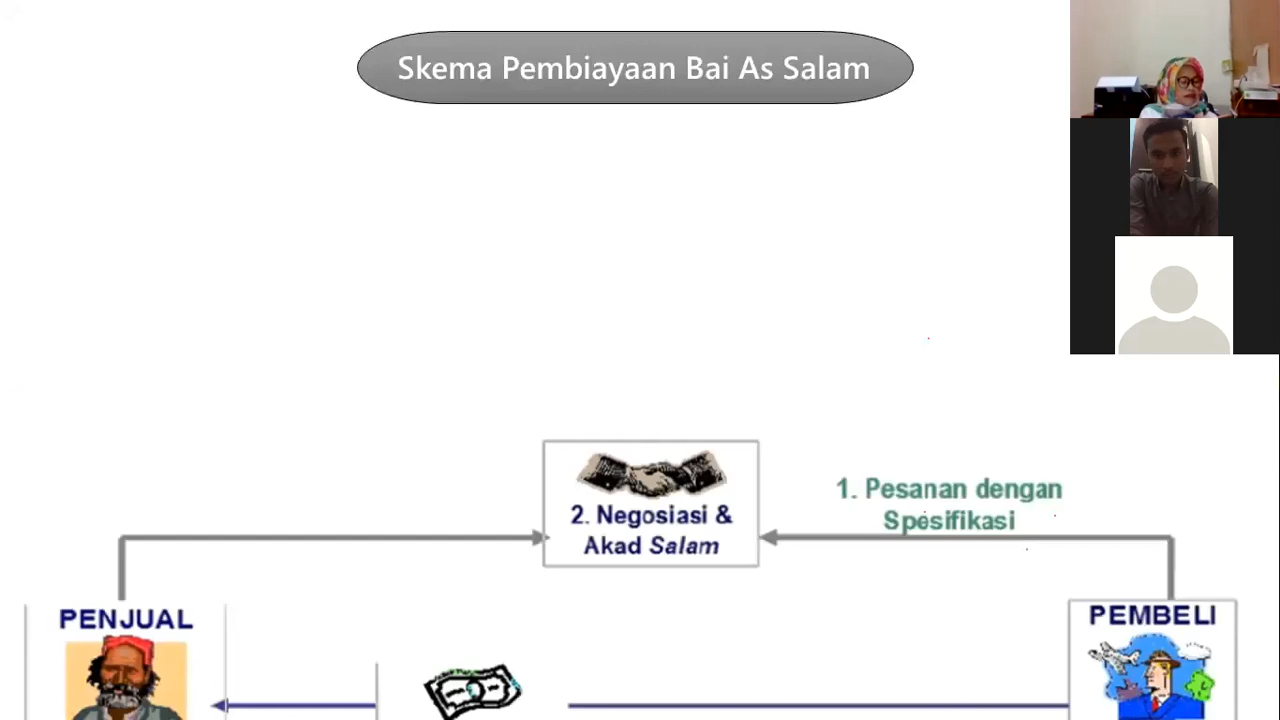 Skema Pembiayaan Bai As Salam
1. Pesanan dengan
Spesifikasi
2. Negosiasi &
Akad Salam
PENJUAL
PEMBELI